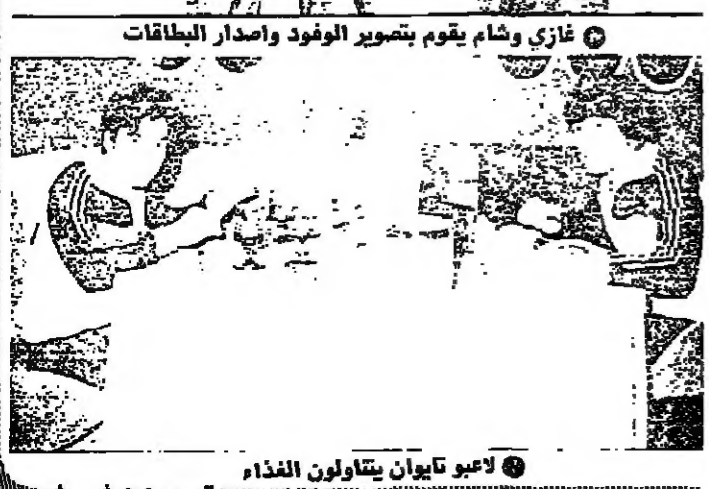 غازي وشام يقوم بتصوير الوفود واصدار البطاقات
لاعبو تايوان يتناولون الغذاء